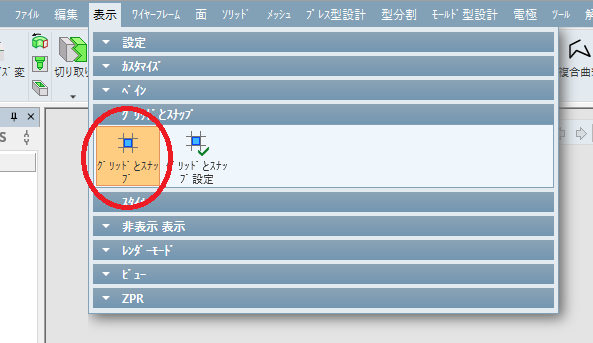 ﾌｧｲﾙ 編集 表示 ﾜｲﾔｰﾌﾚｰﾑ 面 ｿﾘｯﾄﾞ ﾒｯｼｭ ﾌﾟﾚｽ型設計 型分割 ﾓｰﾙﾄﾞ型設計 電極 ﾂｰﾙ
設定
ｶｽﾀﾏｲｽﾞ
ﾍﾟｲﾝ
ｸﾞﾘｯﾄﾞとｽﾅｯﾌﾟ
ｽﾞ 変
切り取り
複合曲
S
ｸﾞﾘｯﾄﾞとｽﾅｯ
ﾌﾟ
ﾘｯﾄﾞとｽﾅｯ
ﾌﾟ 設定
ｽﾀｲ
非表示 表示
ﾚﾝﾀﾞｰﾓｰﾄﾞ
ﾋﾞｭｰ
ZPR